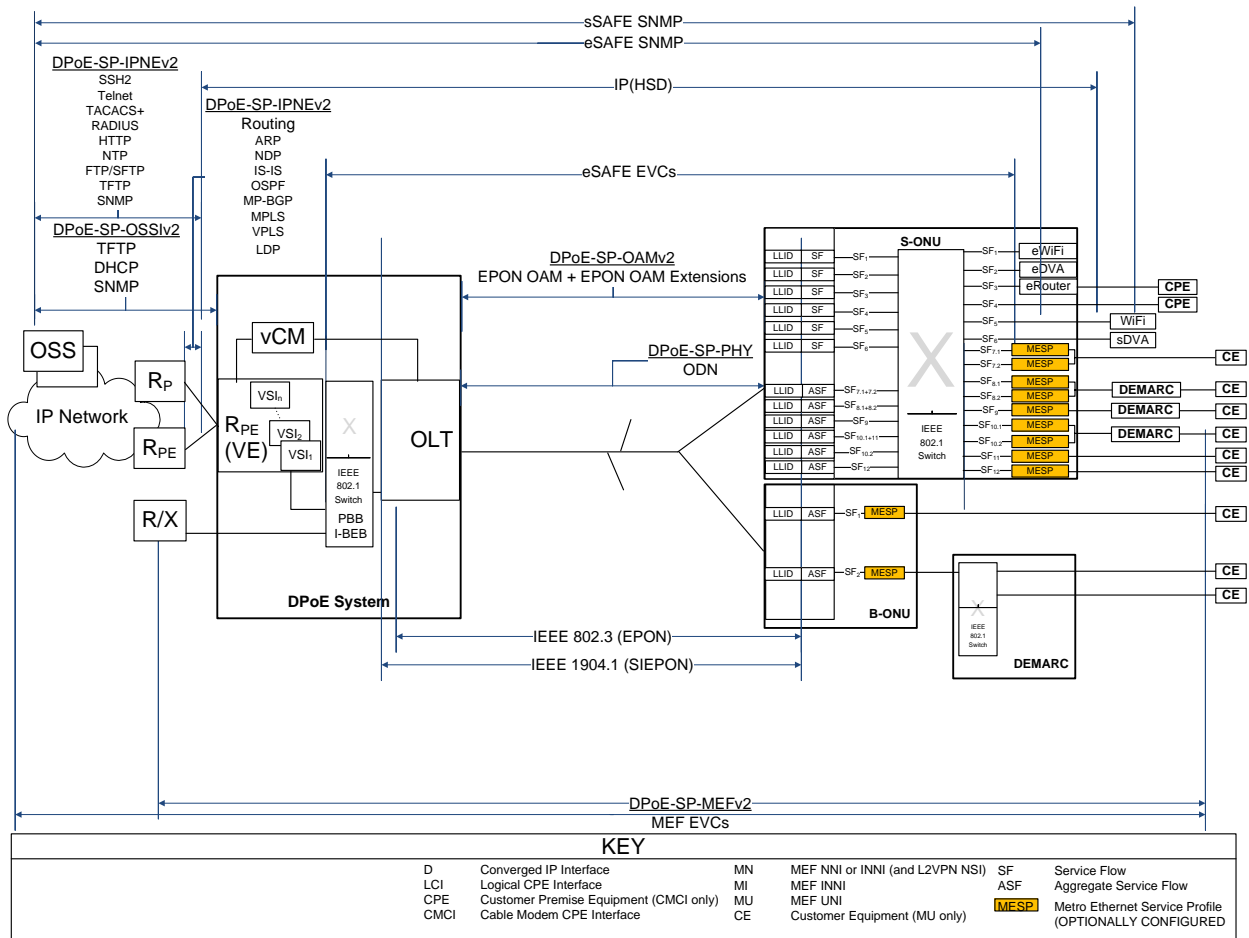 sSAFE SNMP
eSAFE SNMP
DPoE-SP-IPNEv2
SSH2
Telnet
TACACS+
RADIUS
HTTP
NTP
FTP/SFTP
TFTP
SNMP
DPoE-SP-OSSIv2
TFTP
DHCP
SNMP
IP(HSD)
DPoE-SP-IPNEv2
Routing
ARP
NDP
IS-IS
OSPF
MP-BGP
MPLS
VPLS
LDP
eSAFE EVCs
DPoE-SP-OAMv2
EPON OAM + EPON OAM Extensions
DPoE-SP-PHY
ODN
OSS
IP Network
RP
RPE
R/X
vCM
RPE
(VE)
VSIn
VSI2
VSI1
X
IEEE
802.1
Switch
PBB
I-BEB
OLT
DPoE System
S-ONU
LLID SF SF1
LLID SF SF2
LLID SF SF3
LLID SF SF4
LLID SF SF5
LLID SF SF6
LLID ASF SF7.1+7.2
LLID ASF SF8.1+8.2
LLID ASF SF9
LLID ASF SF10.1+11
LLID ASF SF10.2
LLID ASF SF12
X
IEEE
802.1
Switch
SF1 eWiFi
SF2 eDVA
SF3 eRouter CPE
SF4 CPE
SF5 WiFi
SF6 sDVA
SF7.1 MESP CE
SF7.2 MESP
SF8.1 MESP DEMARC CE
SF8.2 MESP
SF9 MESP DEMARC CE
SF10.1 MESP DEMARC CE
SF10.2 MESP
SF11 MESP CE
SF12 MESP CE
LLID ASF SF1 MESP CE
LLID ASF SF2 MESP CE
CE
B-ONU
X
IEEE
802.1
Switch
DEMARC
IEEE 802.3 (EPON)
IEEE 1904.1 (SIEPON)
DPoE-SP-MEFv2
MEF EVCs
KEY
D Converged IP Interface
LCI Logical CPE Interface
CPE Customer Premise Equipment (CMCI only)
CMCI Cable Modem CPE Interface
MN MEF NNI or INNI (and L2VPN NSI)
MI MEF INNI
MU MEF UNI
CE Customer Equipment (MU only)
SF Service Flow
ASF Aggregate Service Flow
MESP Metro Ethernet Service Profile
(OPTIONALLY CONFIGURED